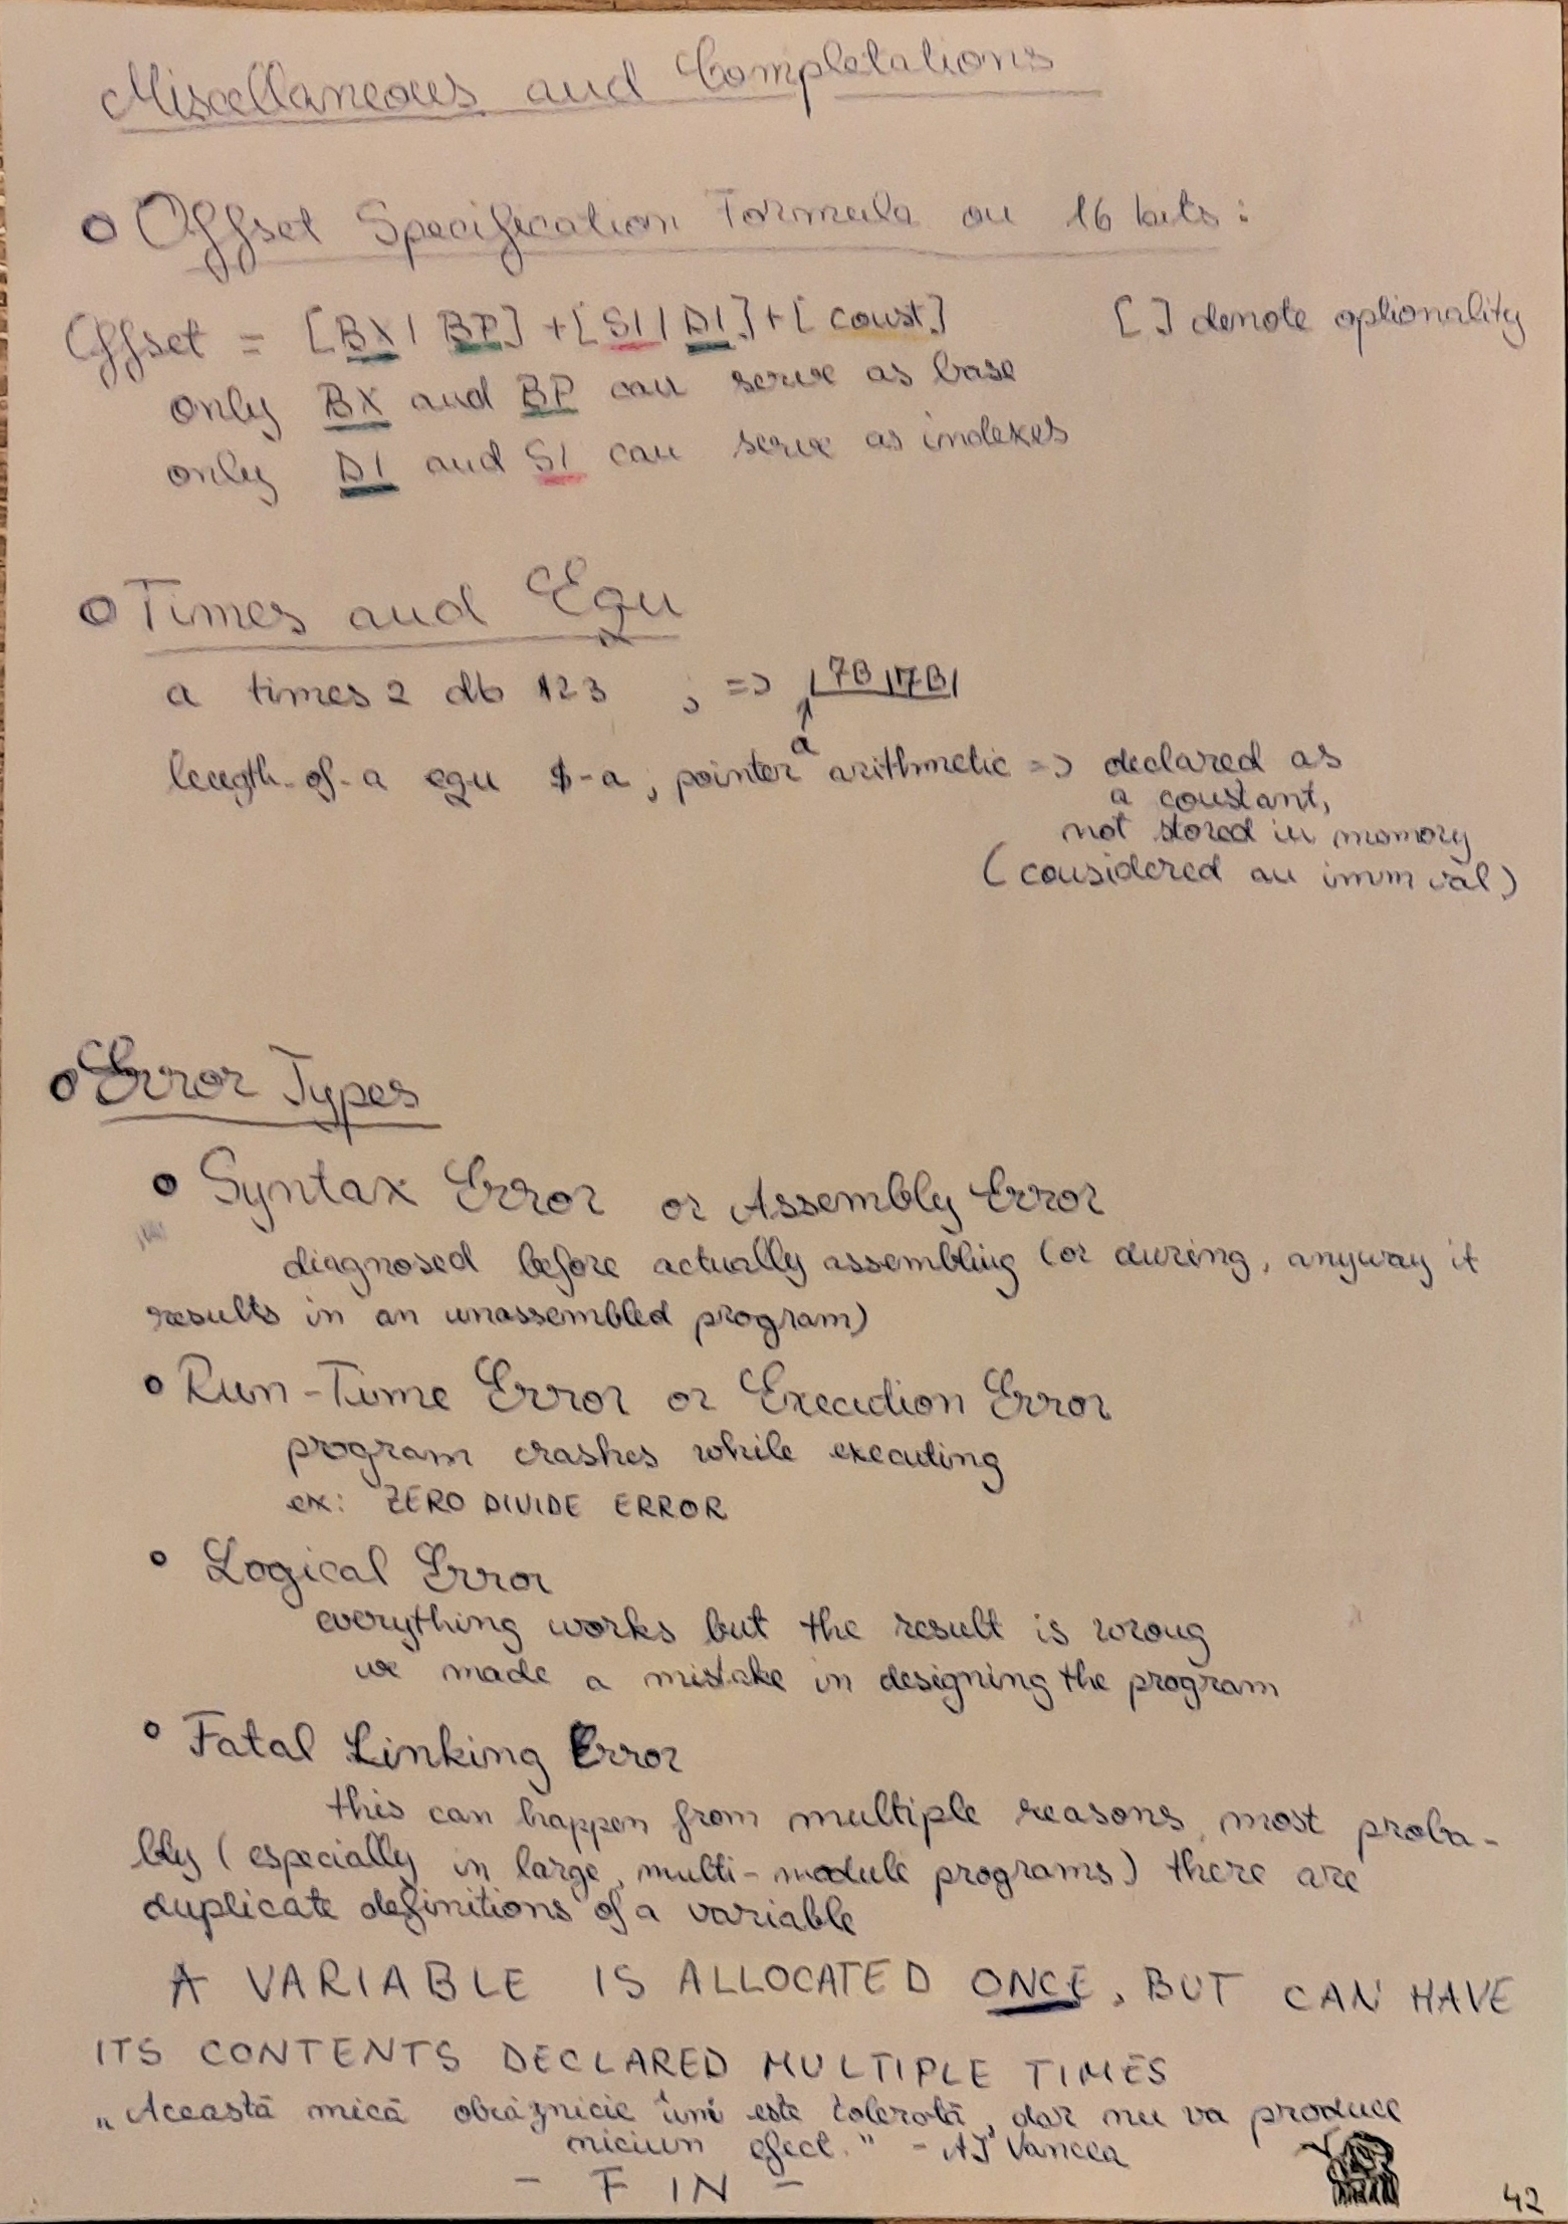 Miscellaneous and Completations
Offset Specification Formula on 16 bits:
Offset = [BX | BP] + [SI | DI] + [const] [ ] denote optionality
only BX and BP can serve as base
only DI and SI can serve as indexes
Times and Equ
a times 2 db 123 ; => |7B|7B|
a
length-of-a equ $-a ; pointer arithmetic => declared as
a constant,
not stored in memory
(considered an imm val)
Error Types
Syntax Error or Assembly Error
diagnosed before actually assembling (or during, anyway it
results in an unassembled program)
Run-Time Error or Execution Error
program crashes while executing
ex: ZERO DIVIDE ERROR
Logical Error
everything works but the result is wrong
we made a mistake in designing the program
Fatal Linking Error
this can happen from multiple reasons, most proba-
bly (especially in large, multi-module programs) there are
duplicate definitions of a variable
A VARIABLE IS ALLOCATED ONCE, BUT CAN HAVE
ITS CONTENTS DECLARED MULTIPLE TIMES
„Această mică obrăznicie îmi este tolerată, dar nu va produce
niciun efect." - AJ Vancea
- FIN -
42